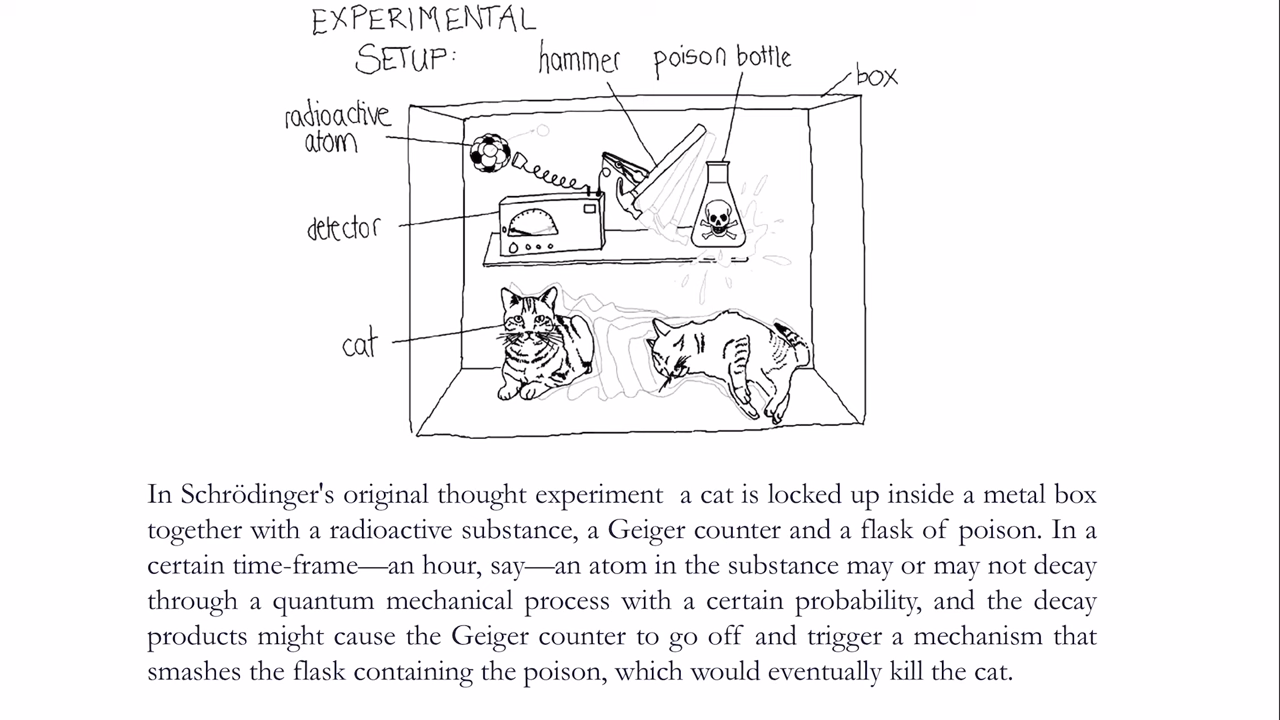 EXPERIMENTAL
SETUP:
hammer
poison bottle
box
radioactive
atom
detector
cat
In Schrödinger's original thought experiment a cat is locked up inside a metal box
together with a radioactive substance, a Geiger counter and a flask of poison. In a
certain time-frame—an hour, say—an atom in the substance may or may not decay
through a quantum mechanical process with a certain probability, and the decay
products might cause the Geiger counter to go off and trigger a mechanism that
smashes the flask containing the poison, which would eventually kill the cat.